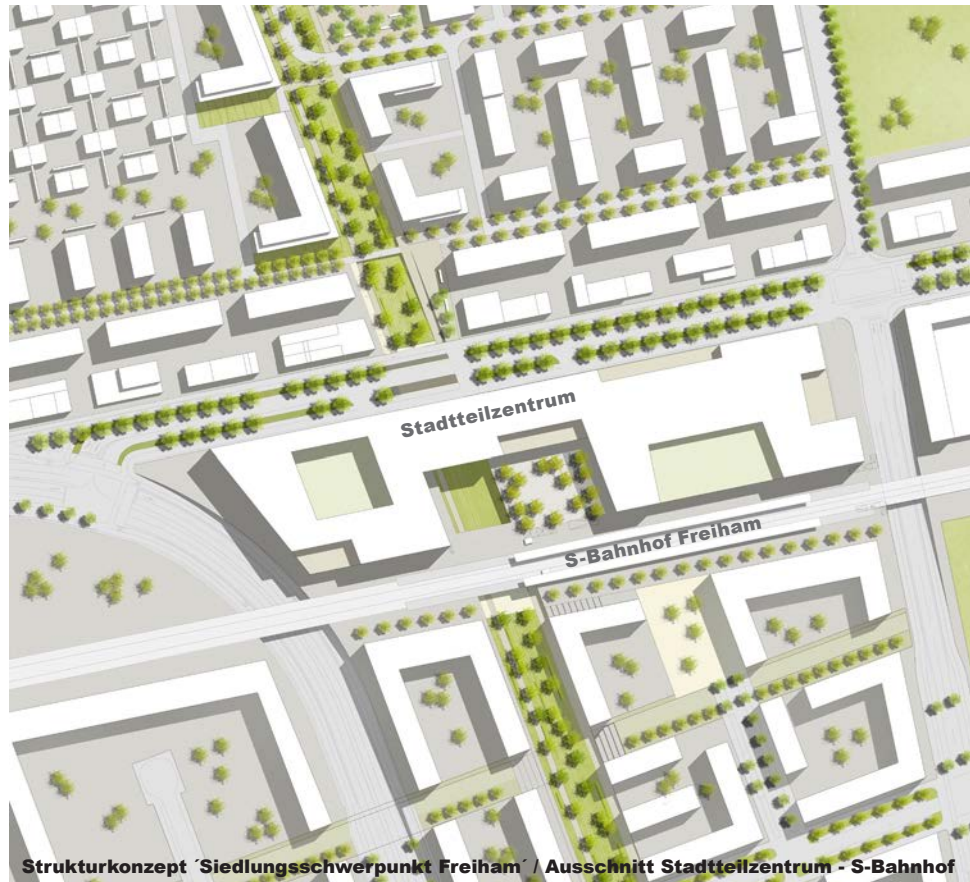 Stadtteilzentrum
S-Bahnhof Freiham
Strukturkonzept ´Siedlungsschwerpunkt Freiham´ / Ausschnitt Stadtteilzentrum - S-Bahnhof